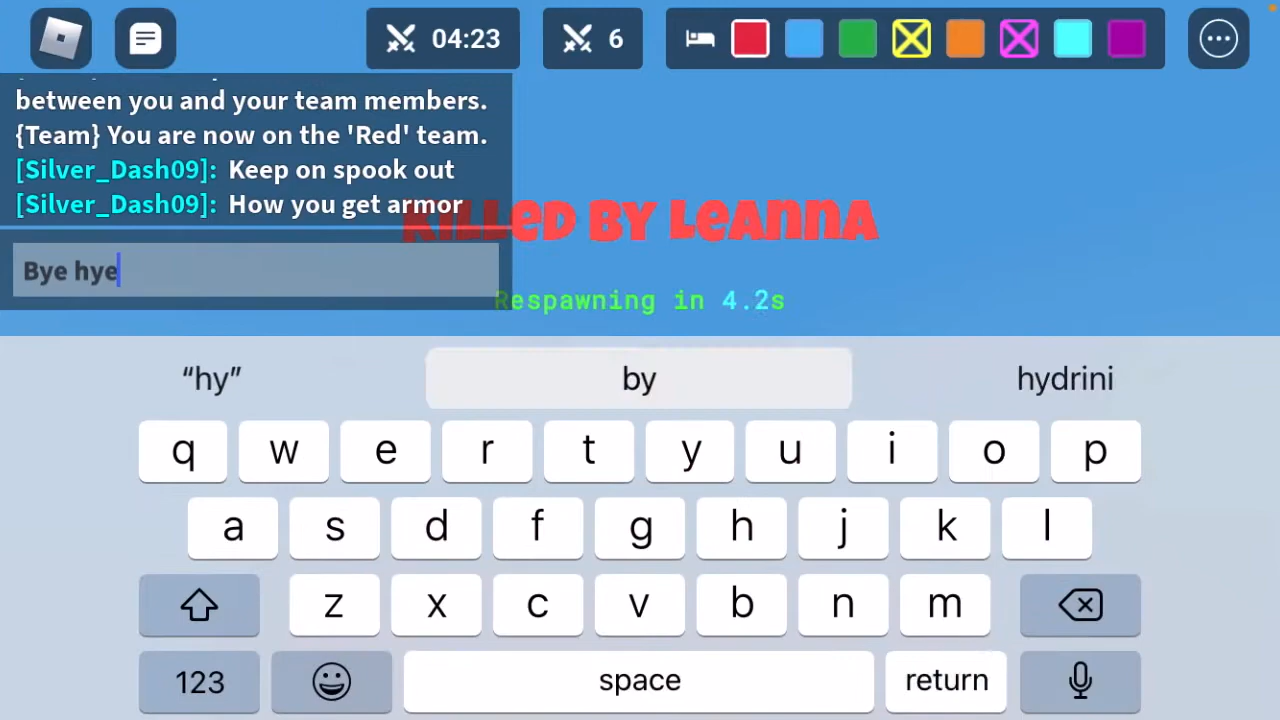 04:23
6
between you and your team members.
{Team} You are now on the 'Red' team.
[Silver_Dash09]: Keep on spook out
[Silver_Dash09]: How you get armor
KILLED BY LEANNA
Bye hye
Respawning in 4.2s
“hy” by hydrini
q w e r t y u i o p
a s d f g h j k l
z x c v b n m
123 space return